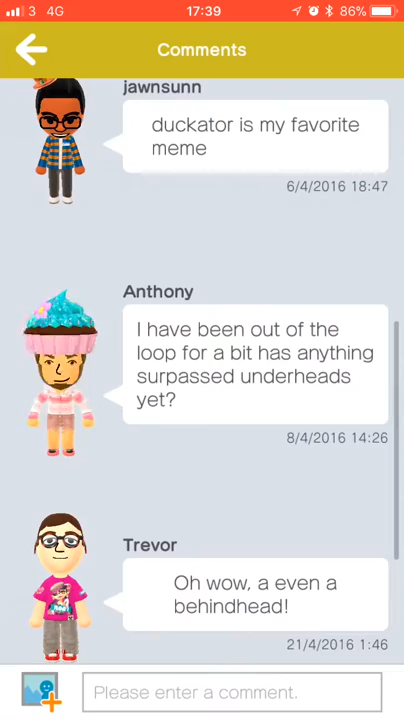 3 4G 17:39 86%
Comments
jawnsunn
duckator is my favorite
meme
6/4/2016 18:47
Anthony
I have been out of the
loop for a bit has anything
surpassed underheads
yet?
8/4/2016 14:26
Trevor
Oh wow, a even a
behindhead!
21/4/2016 1:46
Please enter a comment.